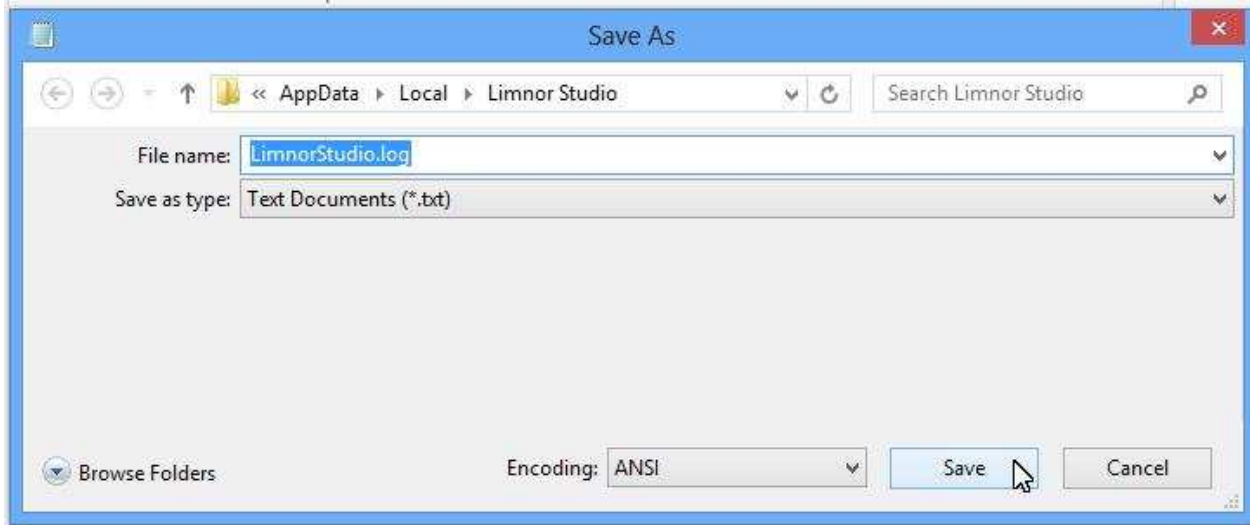 Save As
« AppData ▸ Local ▸ Limnor Studio Search Limnor Studio
File name: LimnorStudio.log
Save as type: Text Documents (*.txt)
Browse Folders Encoding: ANSI Save Cancel